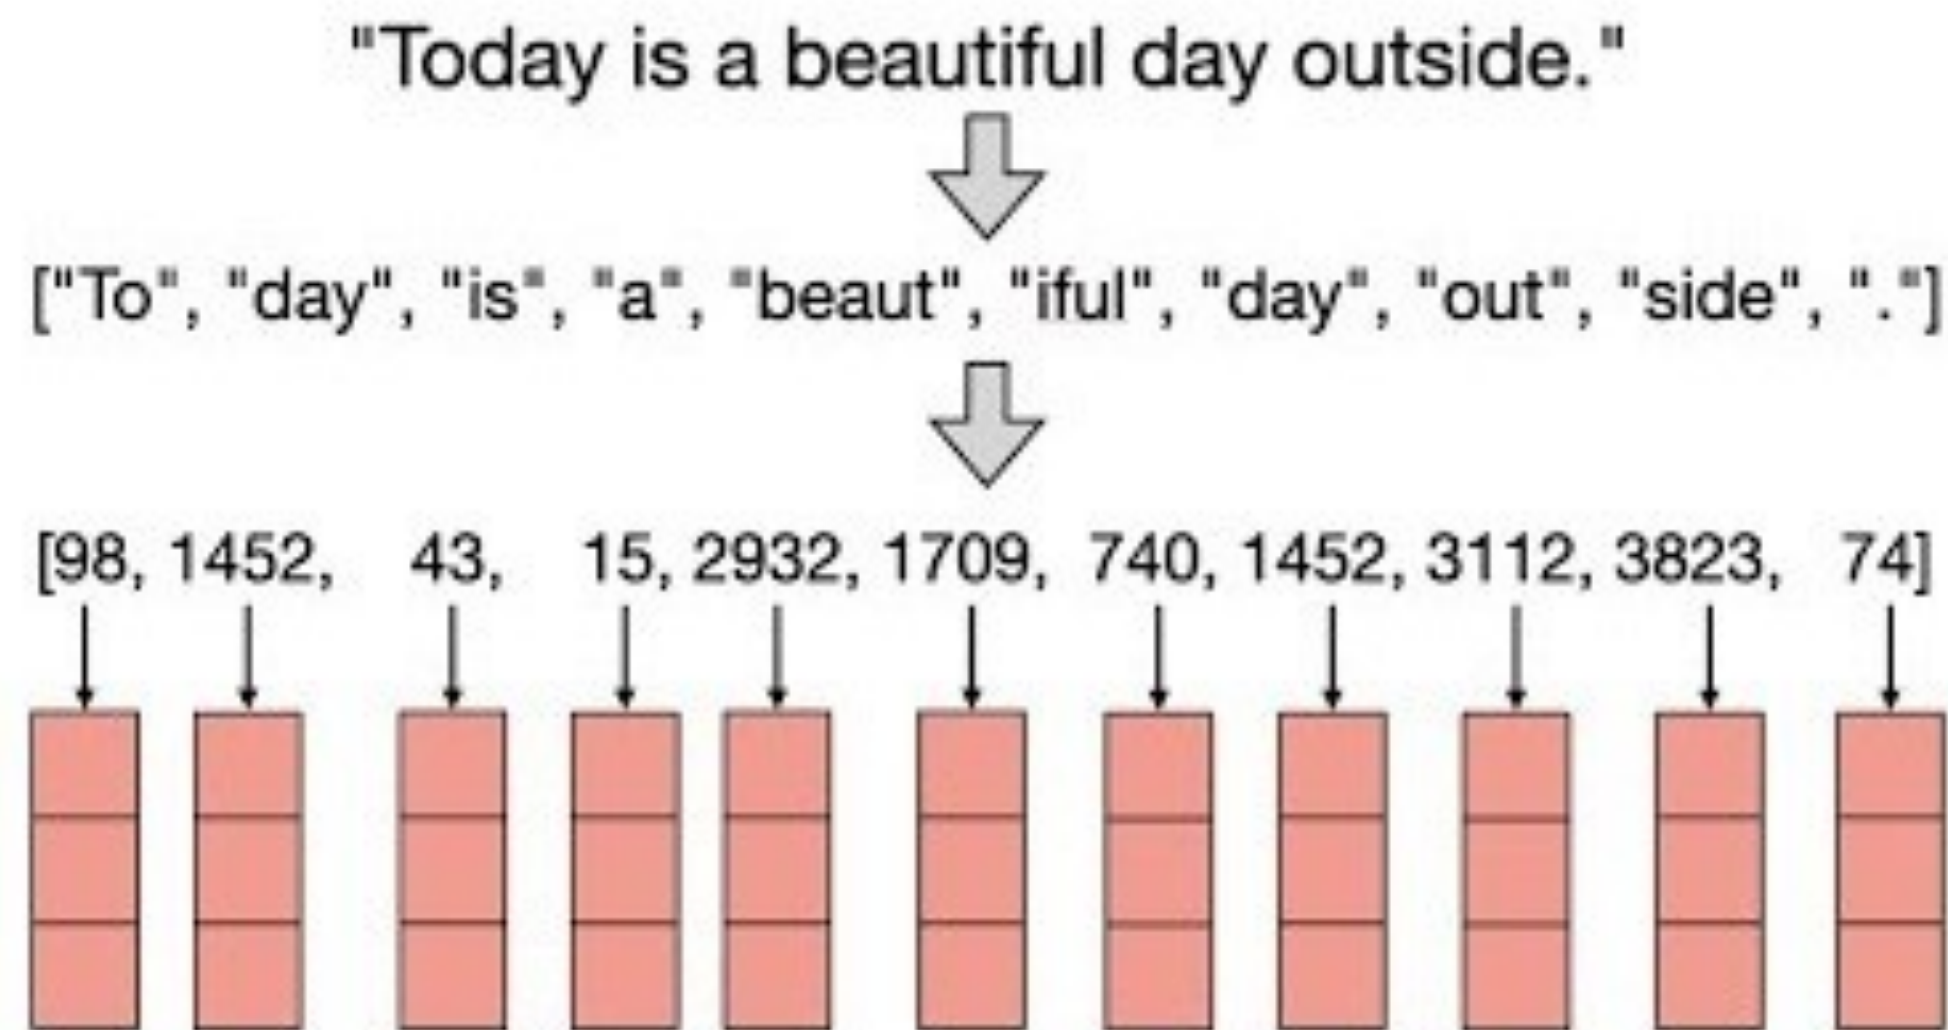 "Today is a beautiful day outside."
["To", "day", "is", "a", "beaut", "iful", "day", "out", "side", "."]
[98, 1452, 43, 15, 2932, 1709, 740, 1452, 3112, 3823, 74]